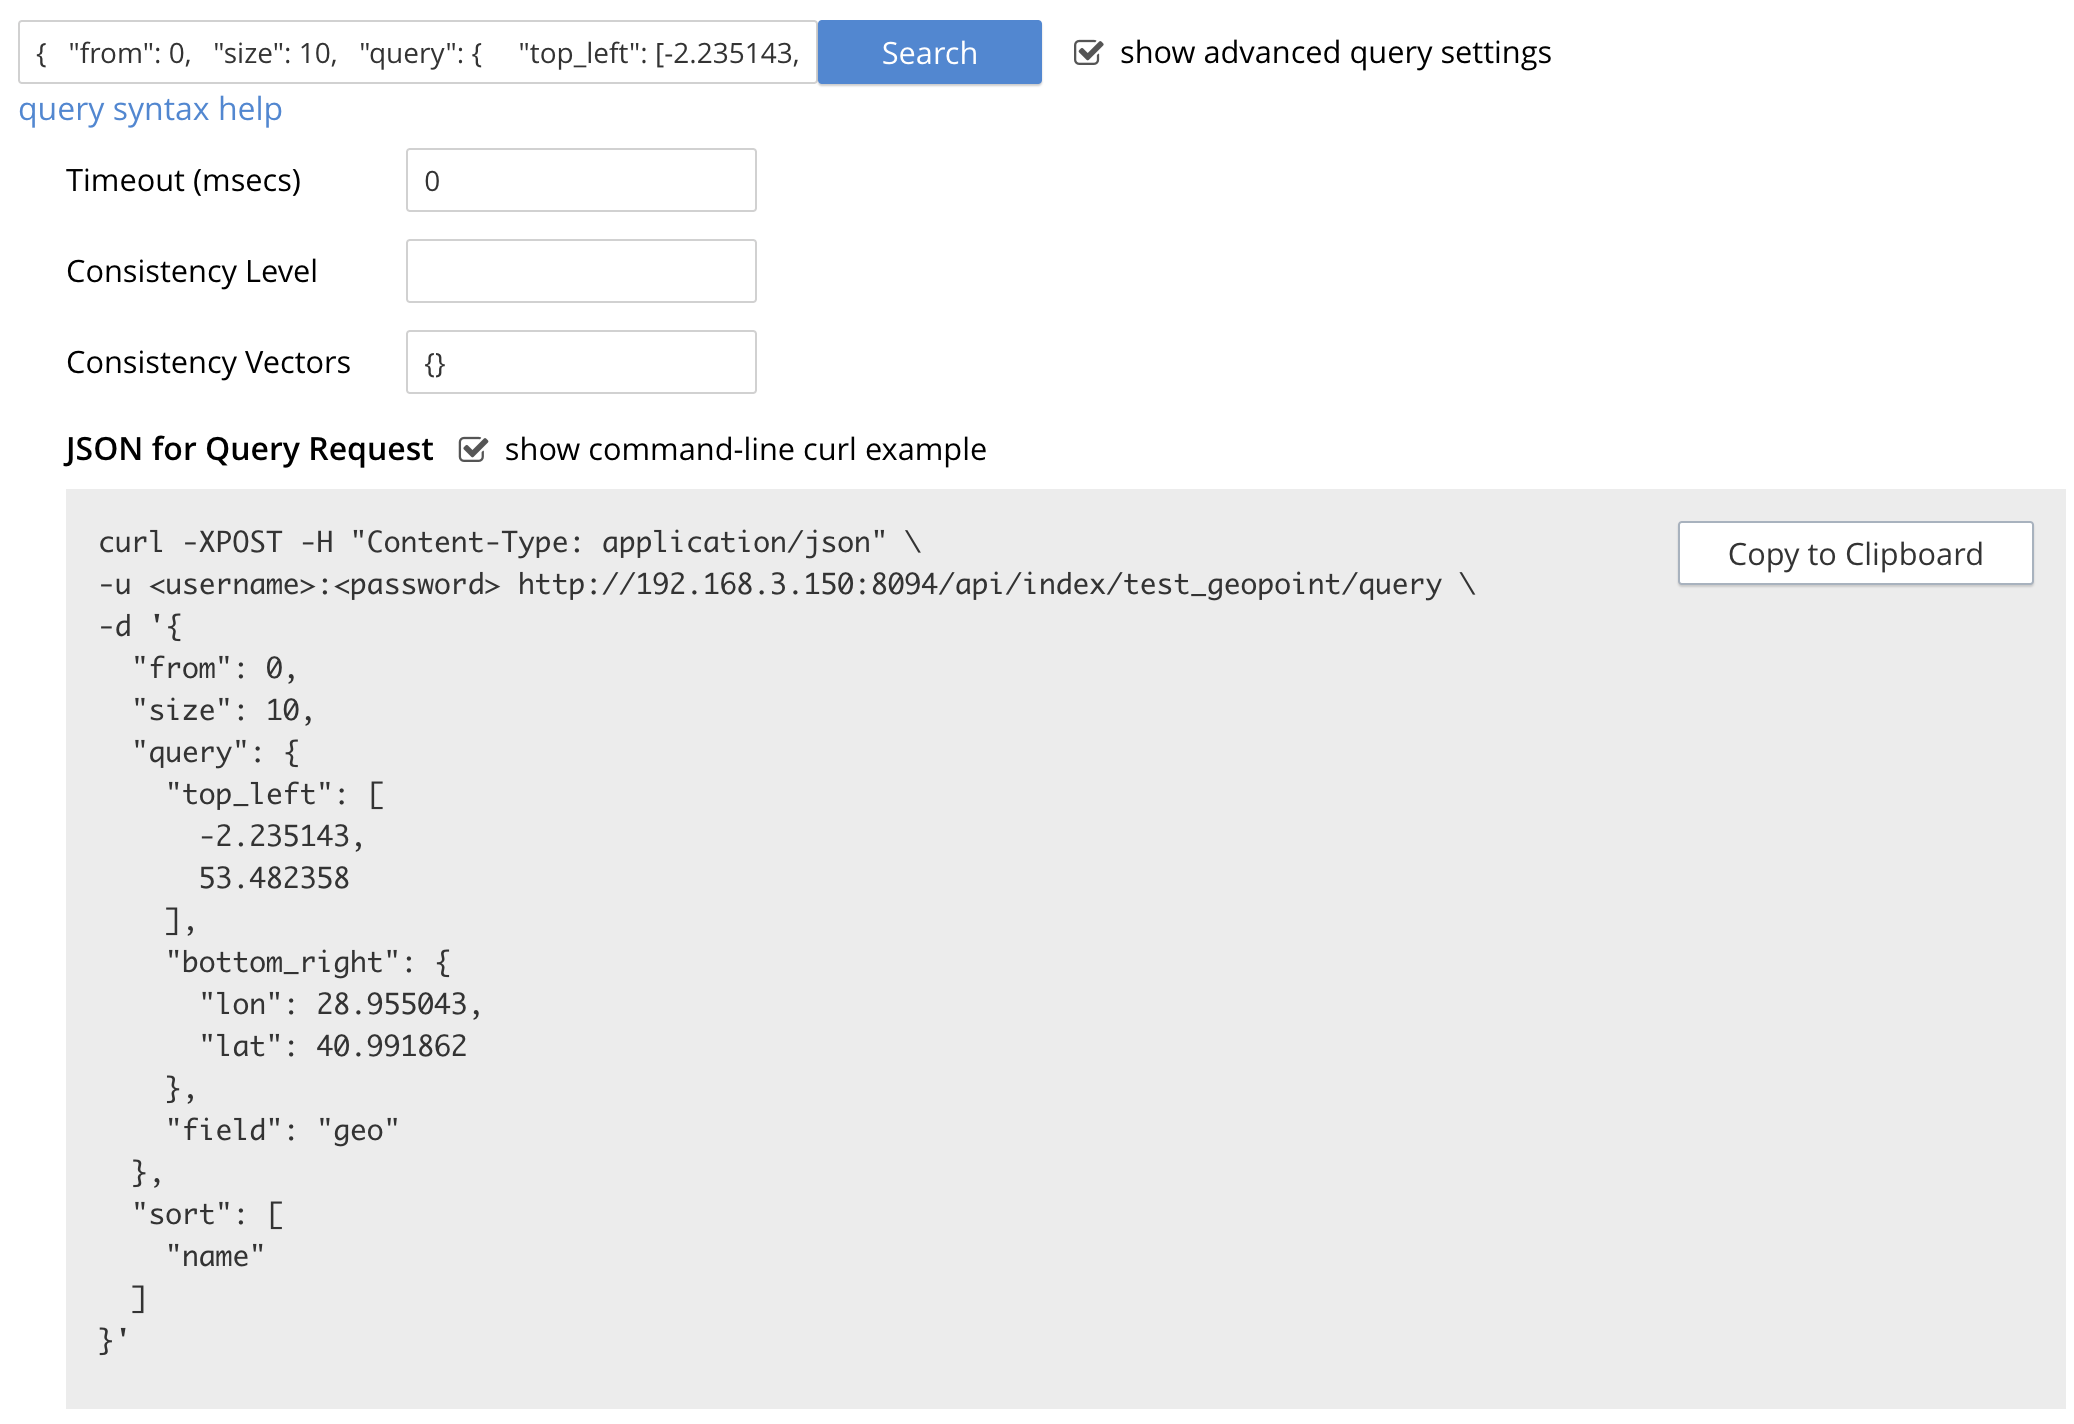 {   "from": 0,   "size": 10,   "query": {     "top_left": [-2.235143,
Search
show advanced query settings
query syntax help
Timeout (msecs)
0
Consistency Level
Consistency Vectors
{}
JSON for Query Request
show command-line curl example
Copy to Clipboard
curl -XPOST -H "Content-Type: application/json" \
-u <username>:<password> http://192.168.3.150:8094/api/index/test_geopoint/query \
-d '{
  "from": 0,
  "size": 10,
  "query": {
    "top_left": [
      -2.235143,
      53.482358
    ],
    "bottom_right": {
      "lon": 28.955043,
      "lat": 40.991862
    },
    "field": "geo"
  },
  "sort": [
    "name"
  ]
}'